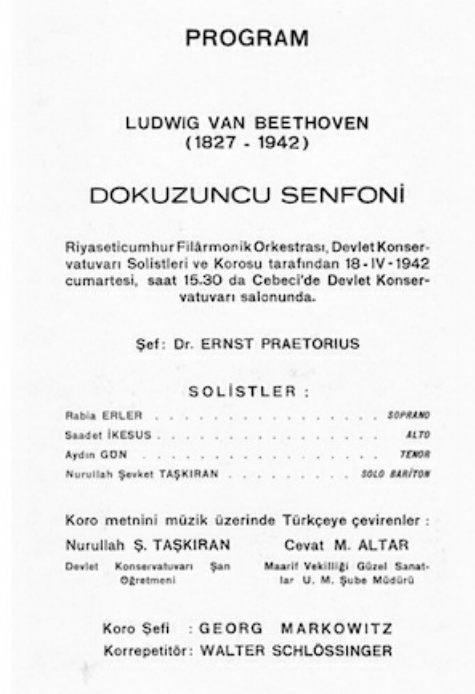 PROGRAM
LUDWIG VAN BEETHOVEN
(1827 - 1942)
DOKUZUNCU SENFONİ
Riyaseticumhur Filârmonik Orkestrası, Devlet Konser-
vatuvarı Solistleri ve Korosu tarafından 18-IV-1942
cumartesi, saat 15.30 da Cebeci'de Devlet Konser-
vatuvarı salonunda.
Şef: Dr. ERNST PRAETORIUS
SOLİSTLER :
Rabia ERLER . . . . . . . . . . . . . . . . . SOPRANO
Saadet İKESUS . . . . . . . . . . . . . . . . ALTO
Aydın GÜN . . . . . . . . . . . . . . . . . TENOR
Nurullah Şevket TAŞKIRAN . . . . . . . . . SOLO BARİTON
Koro metnini müzik üzerinde Türkçeye çevirenler :
Nurullah Ş. TAŞKIRAN Cevat M. ALTAR
Devlet Konservatuvarı Şan Maarif Vekilliği Güzel Sanat-
Öğretmeni lar U. M. Şube Müdürü
Koro Şefi : GEORG MARKOWITZ
Korrepetitör: WALTER SCHLÖSSINGER